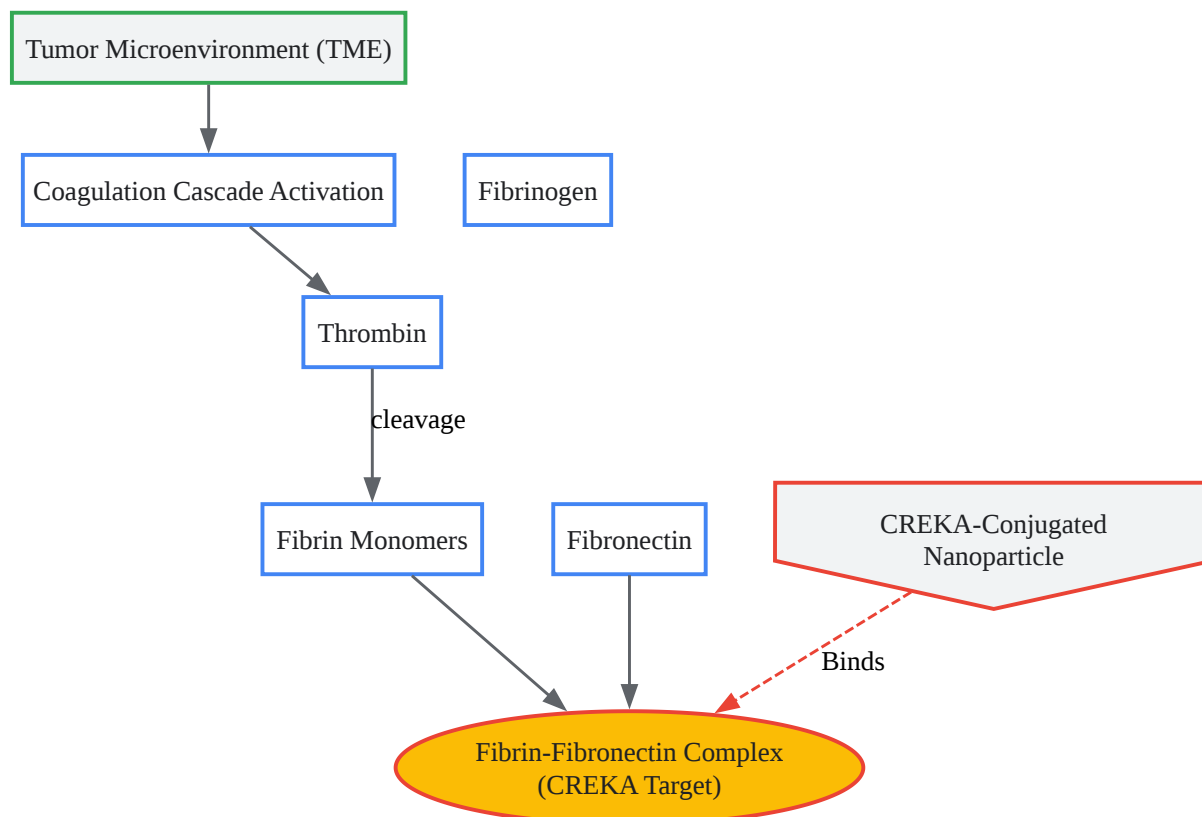 Tumor Microenvironment (TME)
Coagulation Cascade Activation
Fibrinogen
Thrombin
cleavage
Fibrin Monomers
Fibronectin
CREKA-Conjugated
Nanoparticle
Binds
Fibrin-Fibronectin Complex
(CREKA Target)